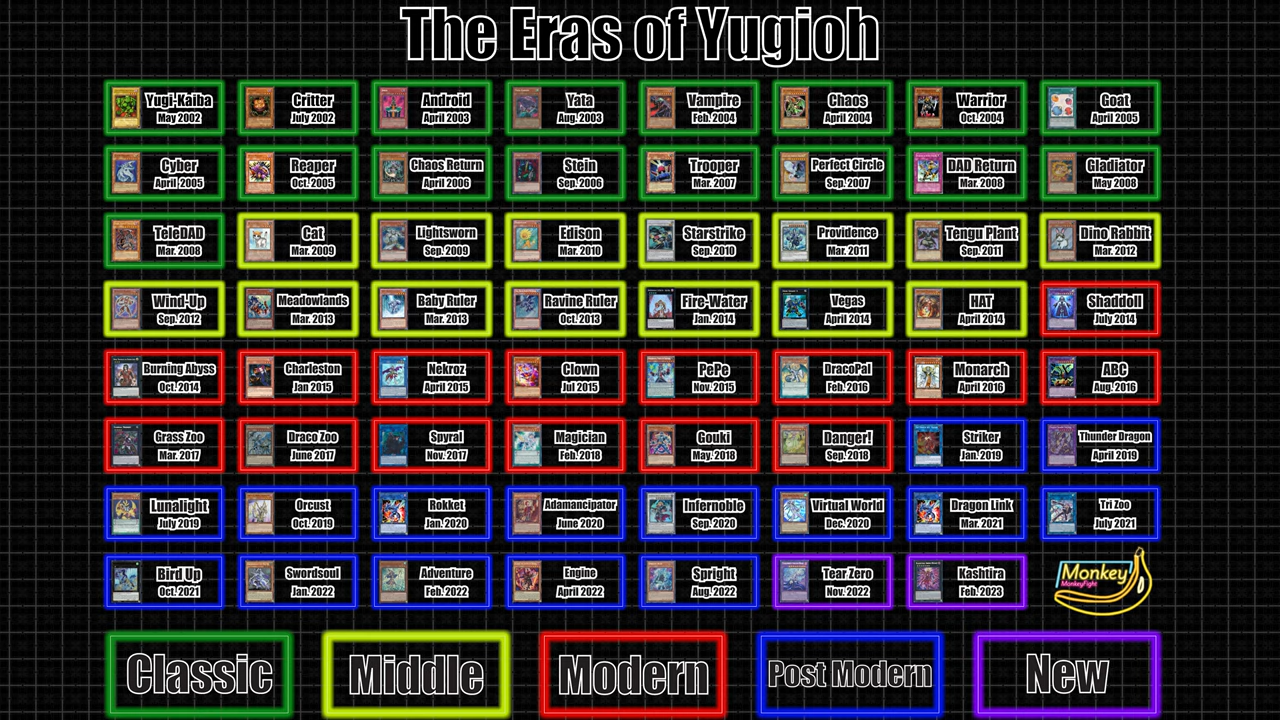 The Eras of Yugioh
Yugi-Kaiba
May 2002
Critter
July 2002
Android
April 2003
Yata
Aug. 2003
Vampire
Feb. 2004
Chaos
April 2004
Warrior
Oct. 2004
Goat
April 2005
Cyber
April 2005
Reaper
Oct. 2005
Chaos Return
April 2006
Stein
Sep. 2006
Trooper
Mar. 2007
Perfect Circle
Sep. 2007
DAD Return
Mar. 2008
Gladiator
May 2008
TeleDAD
Mar. 2008
Cat
Mar. 2009
Lightsworn
Sep. 2009
Edison
Mar. 2010
Starstrike
Sep. 2010
Providence
Mar. 2011
Tengu Plant
Sep. 2011
Dino Rabbit
Mar. 2012
Wind-Up
Sep. 2012
Meadowlands
Mar. 2013
Baby Ruler
Mar. 2013
Ravine Ruler
Oct. 2013
Fire-Water
Jan. 2014
Vegas
April 2014
HAT
April 2014
Shaddoll
July 2014
Burning Abyss
Oct. 2014
Charleston
Jan 2015
Nekroz
April 2015
Clown
Jul 2015
PePe
Nov. 2015
DracoPal
Feb. 2016
Monarch
April 2016
ABC
Aug. 2016
Grass Zoo
Mar. 2017
Draco Zoo
June 2017
Spyral
Nov. 2017
Magician
Feb. 2018
Gouki
May. 2018
Danger!
Sep. 2018
Striker
Jan. 2019
Thunder Dragon
April 2019
Lunalight
July 2019
Orcust
Oct. 2019
Rokket
Jan. 2020
Adamancipator
June 2020
Infernoble
Sep. 2020
Virtual World
Dec. 2020
Dragon Link
Mar. 2021
Tri Zoo
July 2021
Bird Up
Oct. 2021
Swordsoul
Jan. 2022
Adventure
Feb. 2022
Engine
April 2022
Spright
Aug. 2022
Tear Zero
Nov. 2022
Kashtira
Feb. 2023
Monkey
MonkeyFight
Classic
Middle
Modern
Post Modern
New